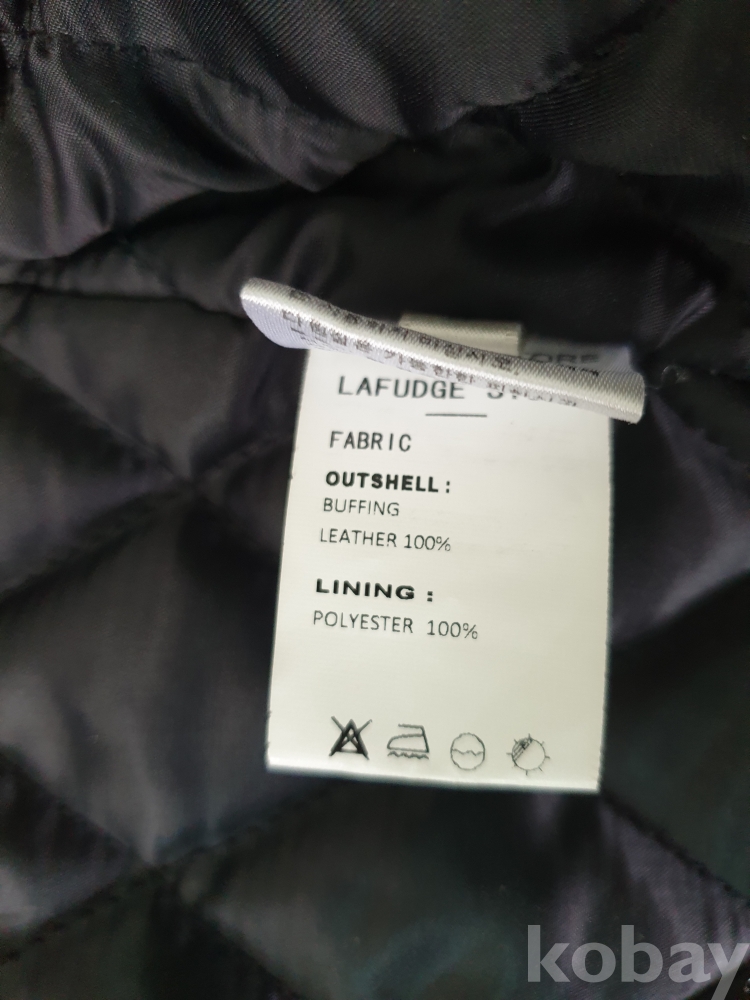 LAFUDGE
FABRIC
OUTSHELL :
BUFFING
LEATHER 100%
LINING :
POLYESTER 100%
kobay